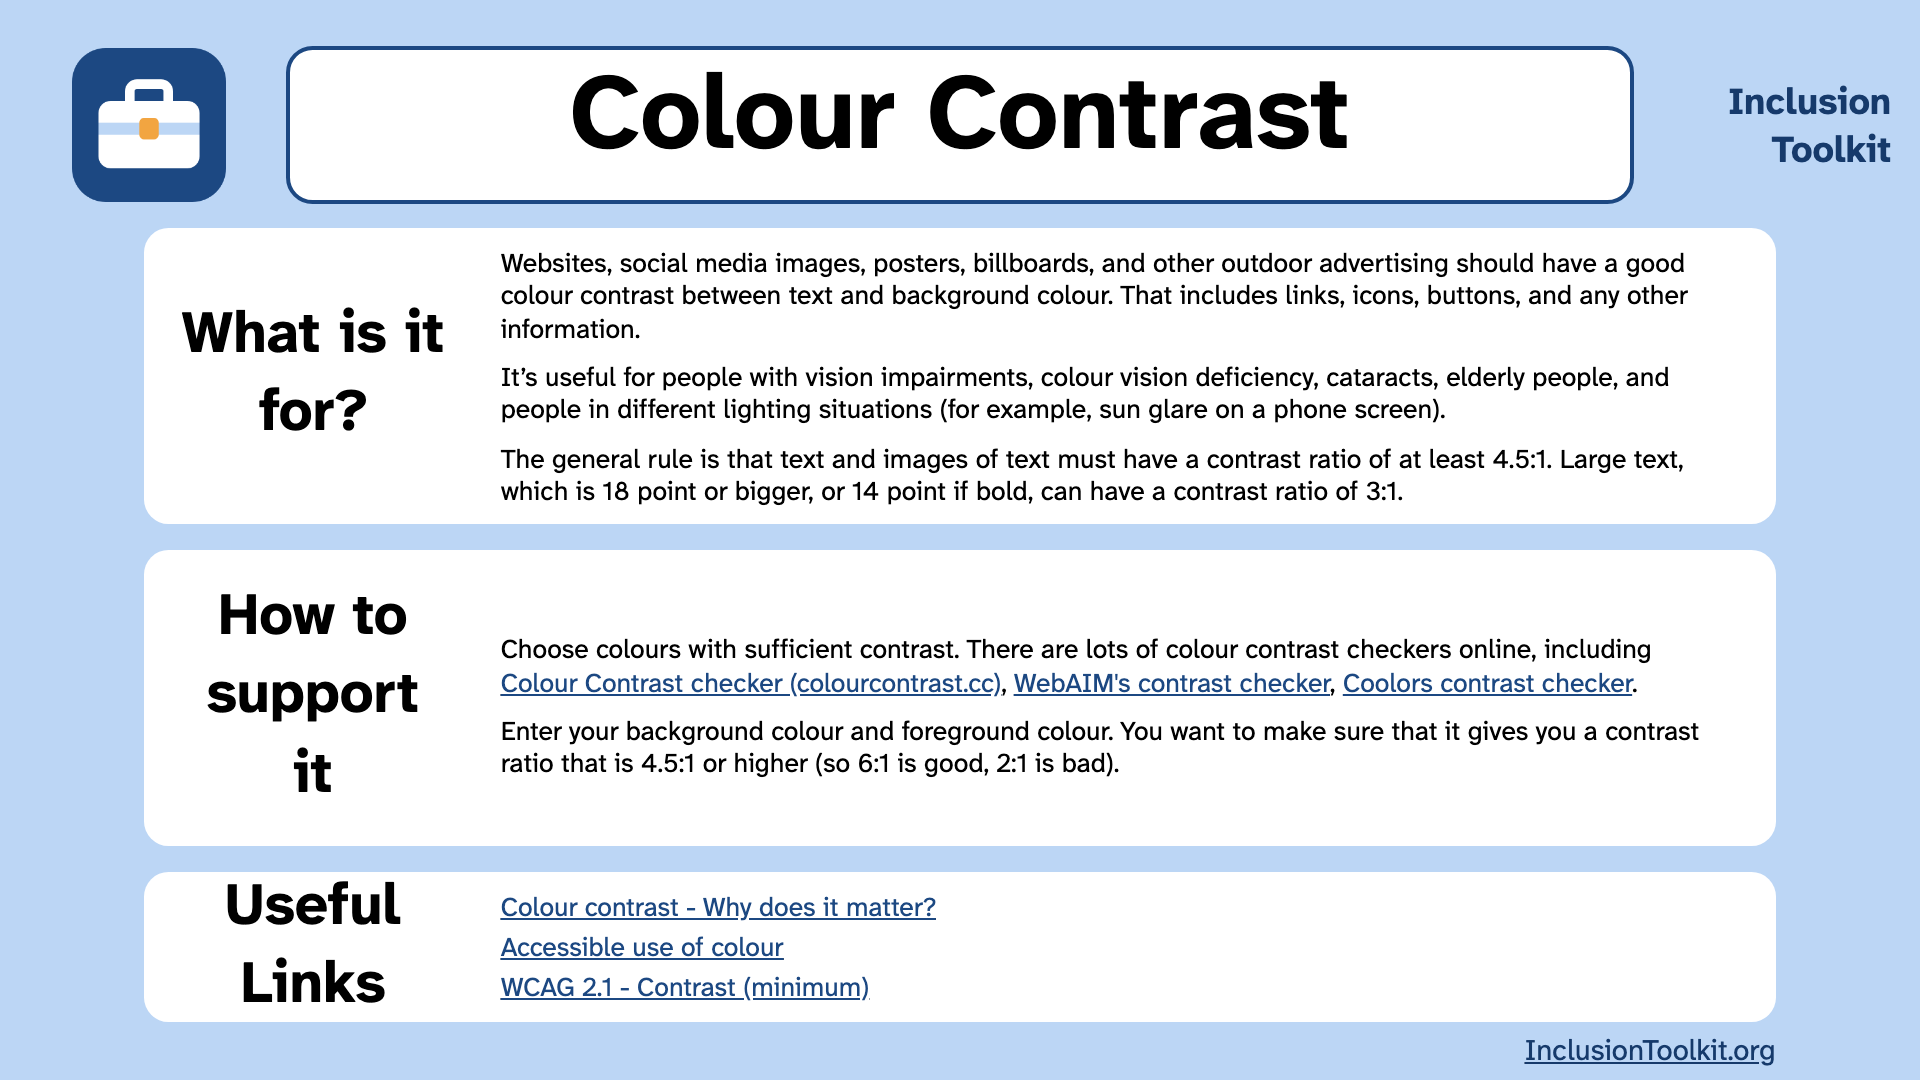 Colour Contrast
Inclusion
Toolkit
What is it
for?
Websites, social media images, posters, billboards, and other outdoor advertising should have a good
colour contrast between text and background colour. That includes links, icons, buttons, and any other
information.
It’s useful for people with vision impairments, colour vision deficiency, cataracts, elderly people, and
people in different lighting situations (for example, sun glare on a phone screen).
The general rule is that text and images of text must have a contrast ratio of at least 4.5:1. Large text,
which is 18 point or bigger, or 14 point if bold, can have a contrast ratio of 3:1.
How to
support
it
Choose colours with sufficient contrast. There are lots of colour contrast checkers online, including
Colour Contrast checker (colourcontrast.cc), WebAIM's contrast checker, Coolors contrast checker.
Enter your background colour and foreground colour. You want to make sure that it gives you a contrast
ratio that is 4.5:1 or higher (so 6:1 is good, 2:1 is bad).
Useful
Links
Colour contrast - Why does it matter?
Accessible use of colour
WCAG 2.1 - Contrast (minimum)
InclusionToolkit.org